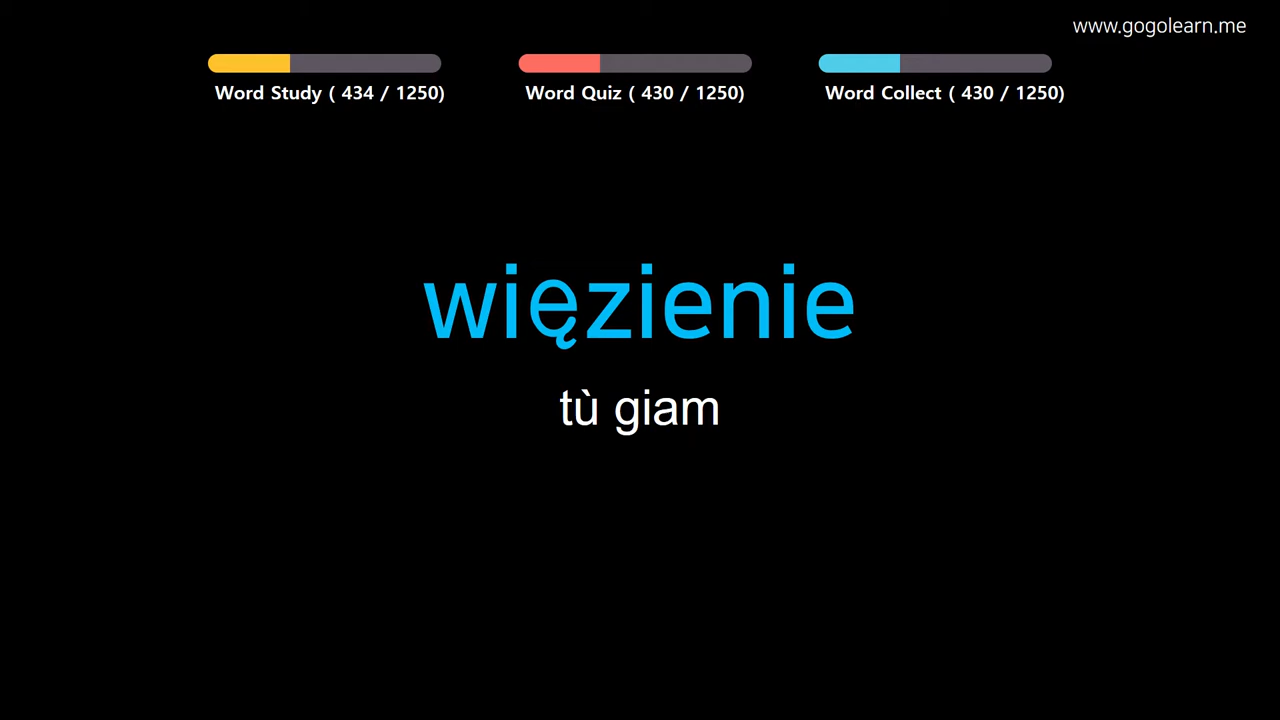 www.gogolearn.me
Word Study ( 434 / 1250)
Word Quiz ( 430 / 1250)
Word Collect ( 430 / 1250)
więzienie
tù giam